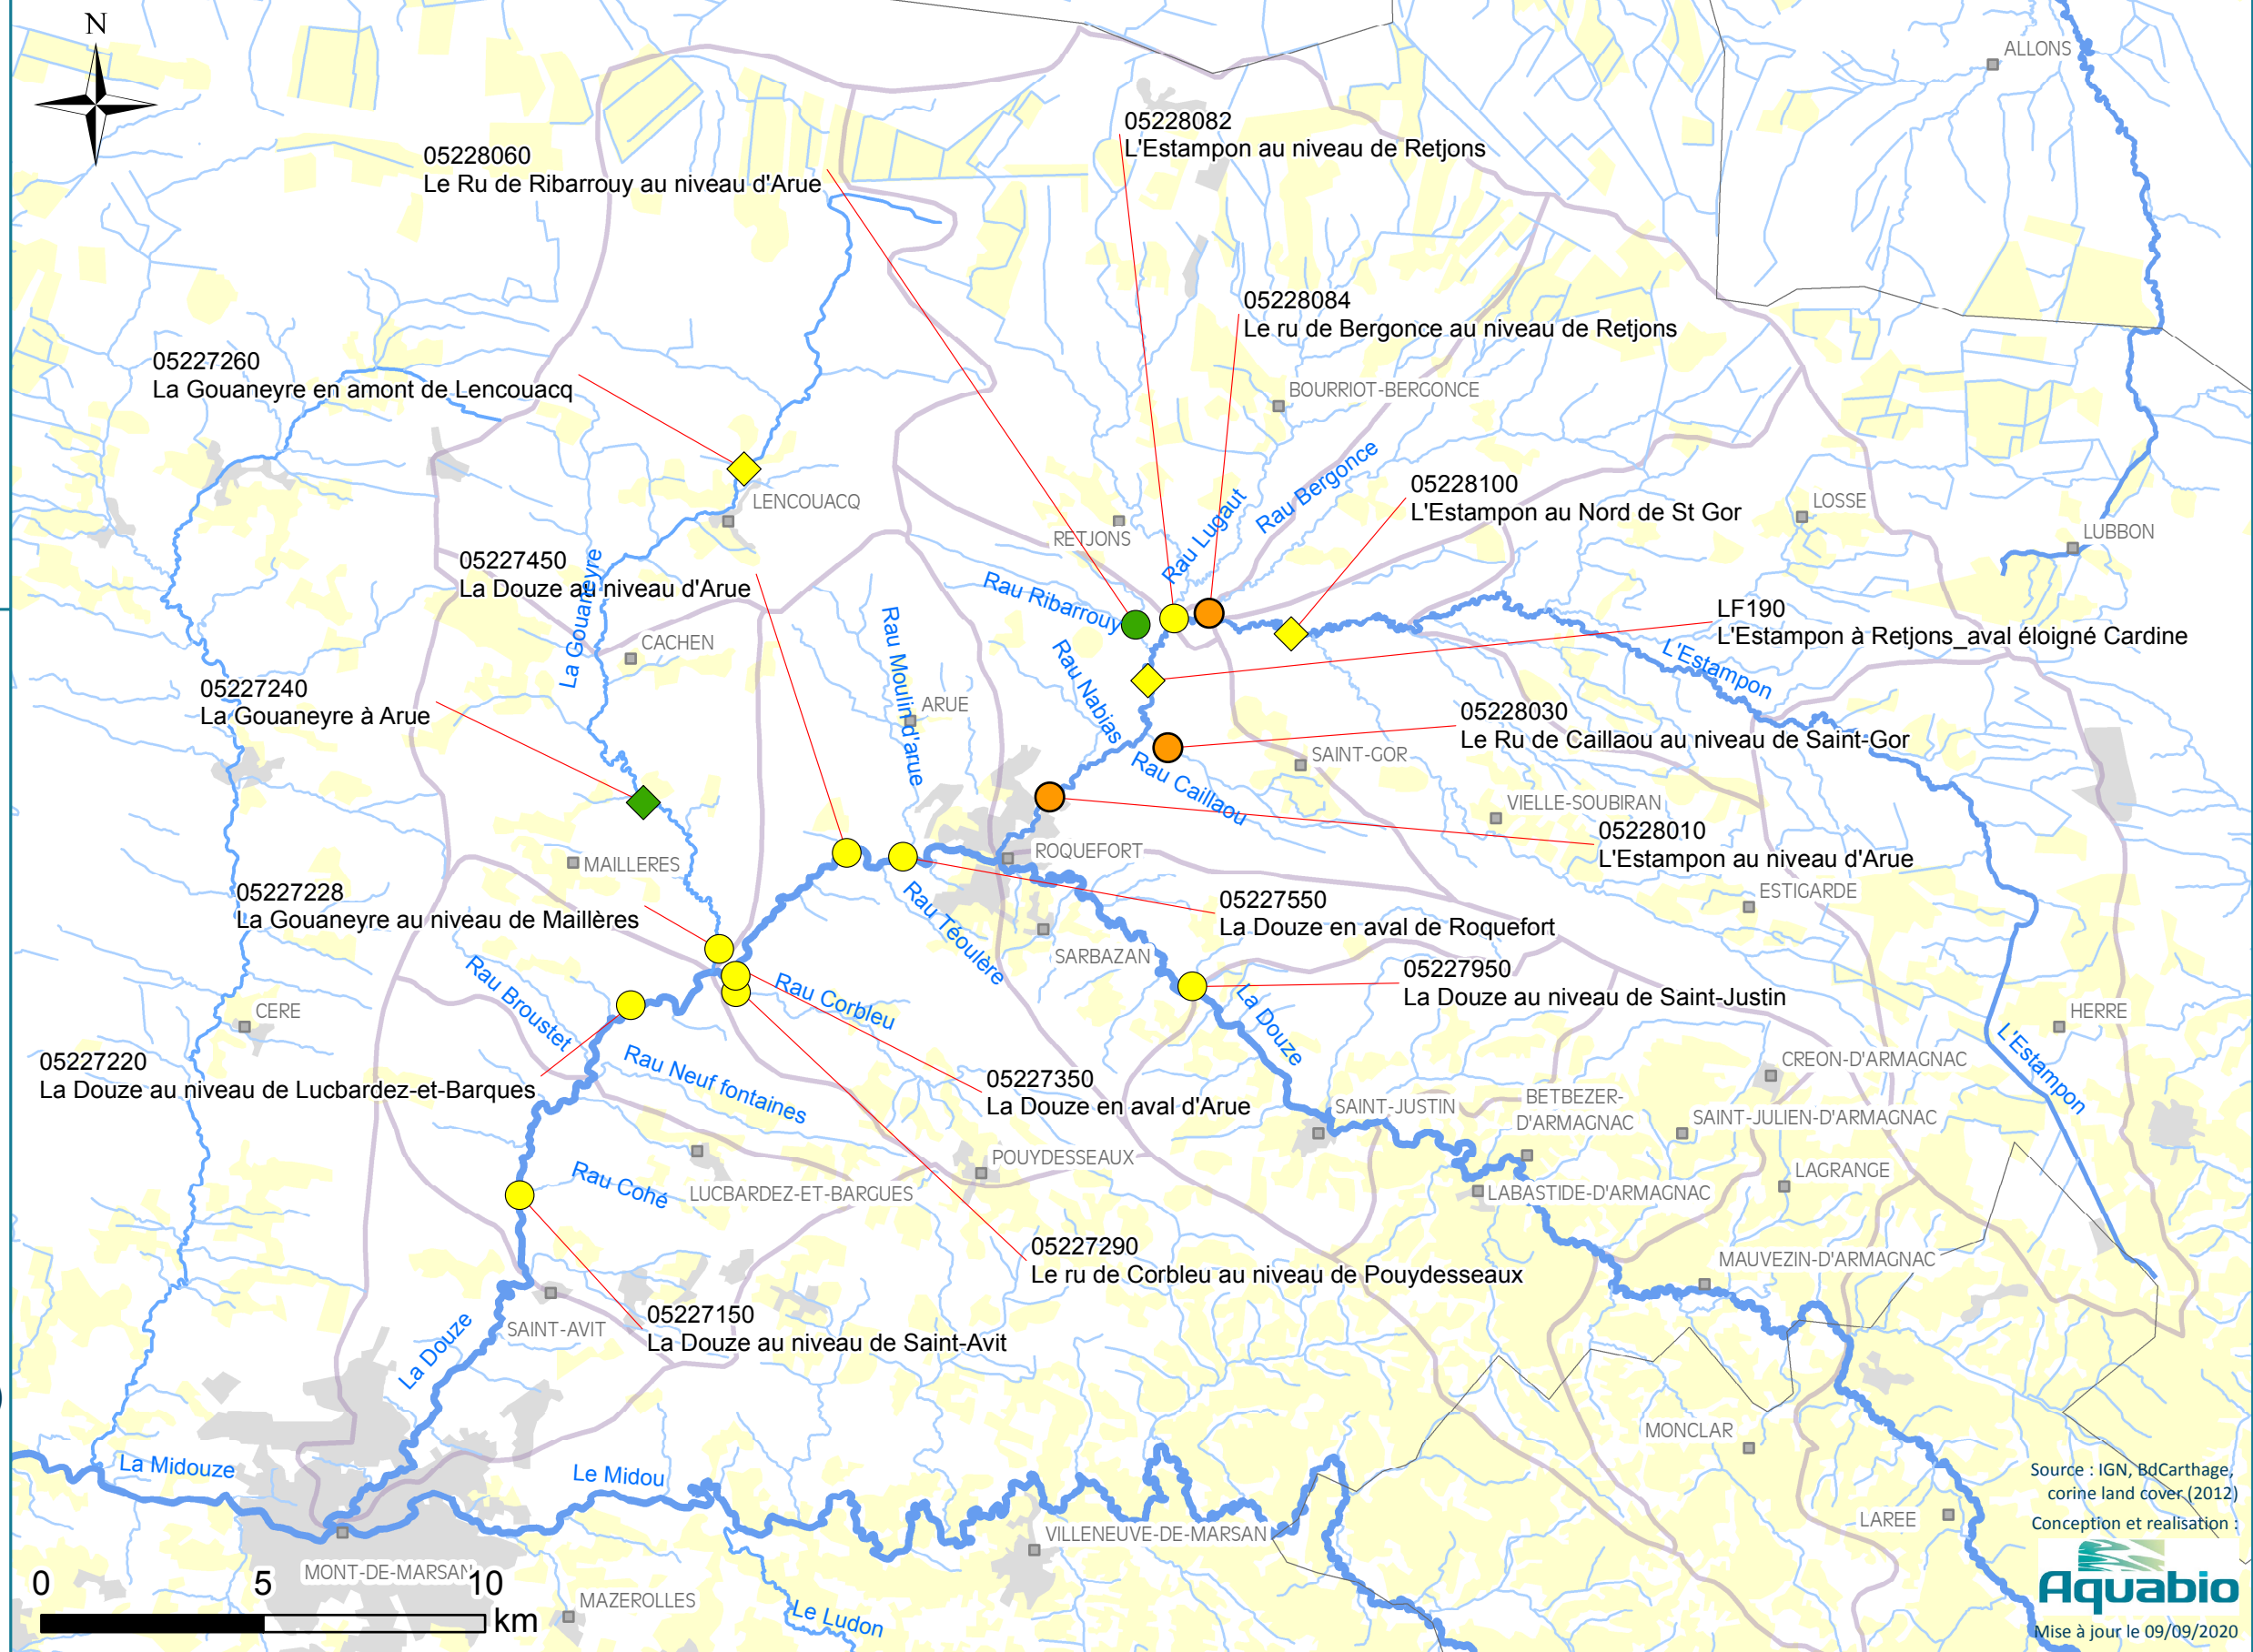 N
ALLONS
05228082
L'Estampon au niveau de Retjons
05228060
Le Ru de Ribarrouy au niveau d'Arue
05228084
Le ru de Bergonce au niveau de Retjons
05227260
La Gouaneyre en amont de Lencouacq
BOURRIOT-BERGONCE
Rau Bergonce
05228100
L'Estampon au Nord de St Gor
LENCOUACQ
LOSSE
RETJONS
Rau Lugaut
LUBBON
05227450
La Douze au niveau d'Arue
La Gouaneyre
Rau Ribarrouy
Rau Moulin d'arue
LF190
L'Estampon à Retjons_aval éloigné Cardine
CACHEN
Rau Nabias
L'Estampon
05227240
La Gouaneyre à Arue
ARUE
05228030
Le Ru de Caillaou au niveau de Saint-Gor
SAINT-GOR
Rau Caillaou
VIELLE-SOUBIRAN
05228010
L'Estampon au niveau d'Arue
MAILLERES
ROQUEFORT
05227228
La Gouaneyre au niveau de Maillères
ESTIGARDE
05227550
La Douze en aval de Roquefort
Rau Téoulère
SARBAZAN
05227950
La Douze au niveau de Saint-Justin
Rau Broustet
Rau Corbleu
La Douze
CERE
HERRE
L'Estampon
05227220
La Douze au niveau de Lucbardez-et-Barques
Rau Neuf fontaines
05227350
La Douze en aval d'Arue
CREON-D'ARMAGNAC
SAINT-JUSTIN
BETBEZER-
D'ARMAGNAC
SAINT-JULIEN-D'ARMAGNAC
POUYDESSEAUX
LAGRANGE
Rau Cohé
LUCBARDEZ-ET-BARGUES
LABASTIDE-D'ARMAGNAC
05227290
Le ru de Corbleu au niveau de Pouydesseaux
MAUVEZIN-D'ARMAGNAC
05227150
La Douze au niveau de Saint-Avit
SAINT-AVIT
La Douze
MONCLAR
La Midouze
Le Midou
Source : IGN, BdCarthage,
corine land cover (2012)
Conception et realisation :
LAREE
VILLENEUVE-DE-MARSAN
MONT-DE-MARSAN
0 5 10
km
MAZEROLLES
Le Ludon
Aquabio
Mise à jour le 09/09/2020